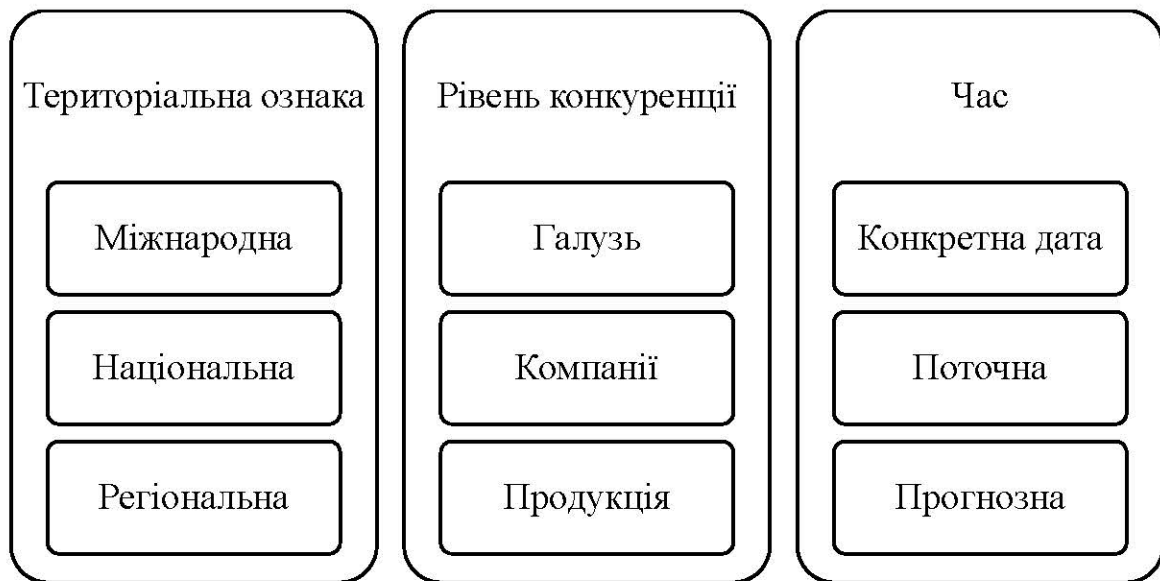 Територіальна ознака
Міжнародна
Національна
Регіональна
Рівень конкуренції
Галузь
Компанії
Продукція
Час
Конкретна дата
Поточна
Прогнозна